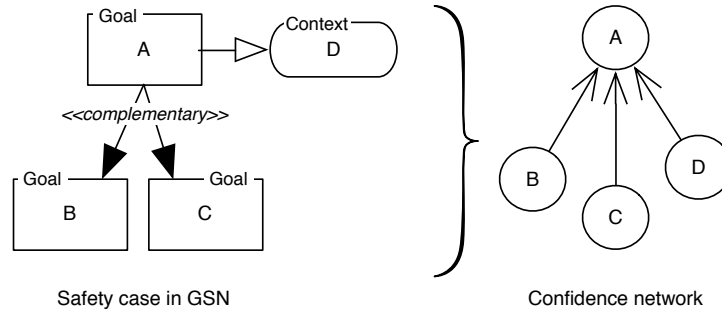 Goal
A
Context
D
<<complementary>>
Goal
B
Goal
C
Safety case in GSN
A
B
C
D
Confidence network